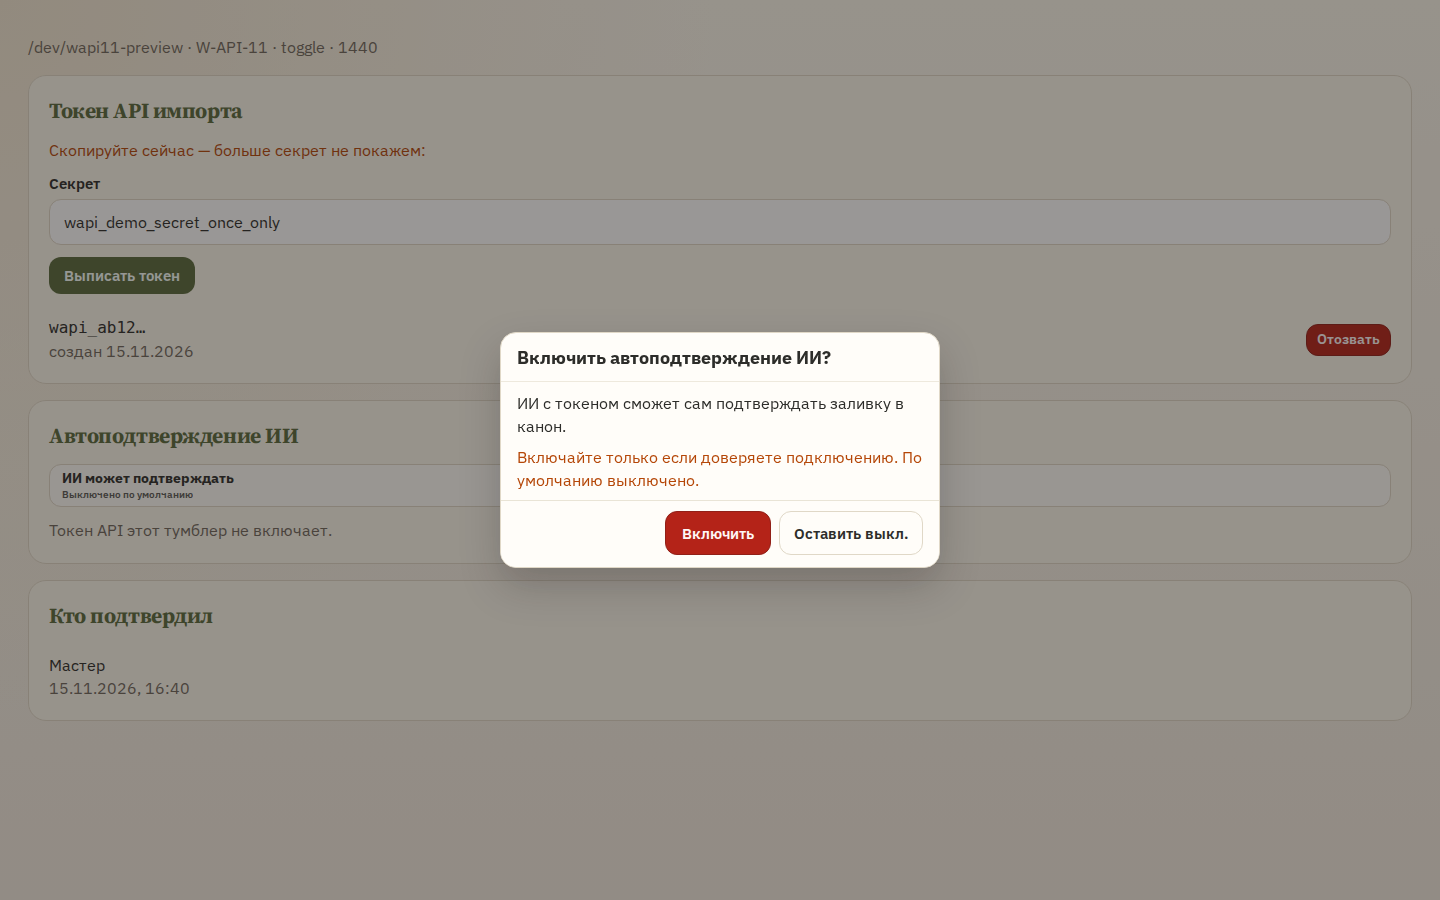 /dev/wapi11-preview · W-API-11 · toggle · 1440
Токен API импорта
Скопируйте сейчас — больше секрет не покажем:
Секрет
wapi_demo_secret_once_only
Выписать токен
wapi_ab12…
создан 15.11.2026
Отозвать
Включить автоподтверждение ИИ?
ИИ с токеном сможет сам подтверждать заливку в
канон.
Включайте только если доверяете подключению. По
умолчанию выключено.
Включить
Оставить выкл.
Автоподтверждение ИИ
ИИ может подтверждать
Выключено по умолчанию
Токен API этот тумблер не включает.
Кто подтвердил
Мастер
15.11.2026, 16:40